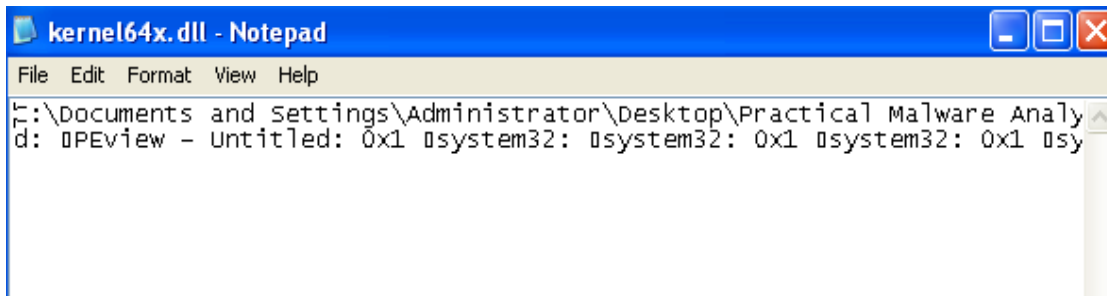 kernel64x.dll - Notepad
File Edit Format View Help
C:\Documents and Settings\Administrator\Desktop\Practical Malware Analy
d: ▯PEview – Untitled: 0x1 ▯system32: ▯system32: 0x1 ▯system32: 0x1 ▯sy